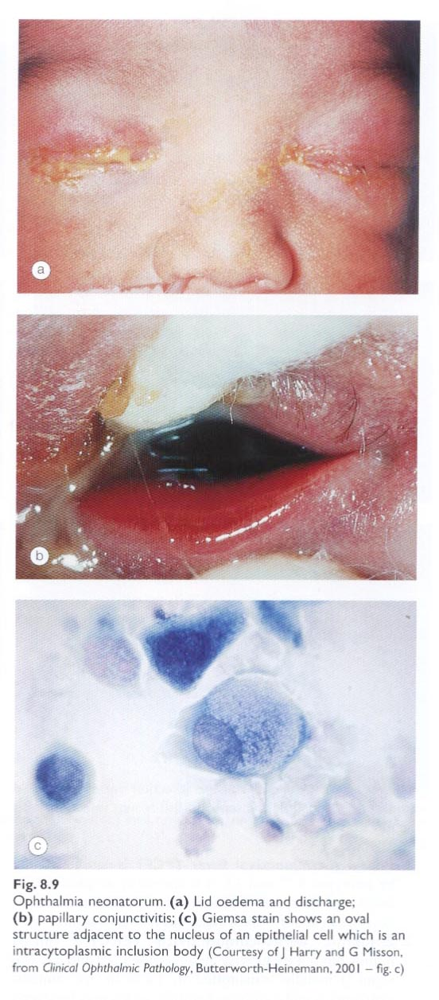 a
b
c
Fig. 8.9
Ophthalmia neonatorum. (a) Lid oedema and discharge;
(b) papillary conjunctivitis; (c) Giemsa stain shows an oval
structure adjacent to the nucleus of an epithelial cell which is an
intracytoplasmic inclusion body (Courtesy of J Harry and G Misson,
from Clinical Ophthalmic Pathology, Butterworth-Heinemann, 2001 – fig. c)